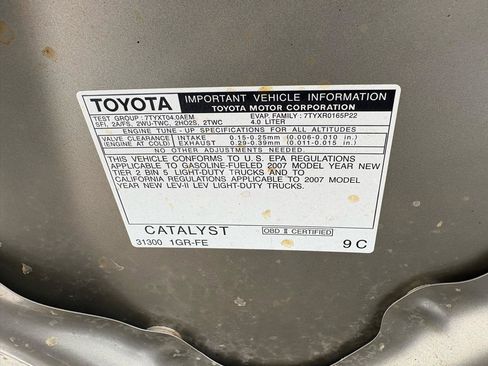 TOYOTA IMPORTANT VEHICLE INFORMATION
TOYOTA MOTOR CORPORATION
TEST GROUP : 7TYXT04.0AEM EVAP. FAMILY : 7TYXR0165P22
SFI, 2A/FS, 2WU-TWC, 2HO2S, 2TWC 4.0 LITER
ENGINE TUNE - UP SPECIFICATIONS FOR ALL ALTITUDES
VALVE CLEARANCE INTAKE 0.15-0.25mm (0.006-0.010 in.)
(ENGINE AT COLD) EXHAUST 0.29-0.39mm (0.011-0.015 in.)
NO OTHER ADJUSTMENTS NEEDED.
THIS VEHICLE CONFORMS TO U.S. EPA REGULATIONS
APPLICABLE TO GASOLINE-FUELED 2007 MODEL YEAR NEW
TIER 2 BIN 5 LIGHT-DUTY TRUCKS AND TO
CALIFORNIA REGULATIONS APPLICABLE TO 2007 MODEL
YEAR NEW LEV-II LEV LIGHT-DUTY TRUCKS.
CATALYST OBD II CERTIFIED
31300 1GR-FE 9C